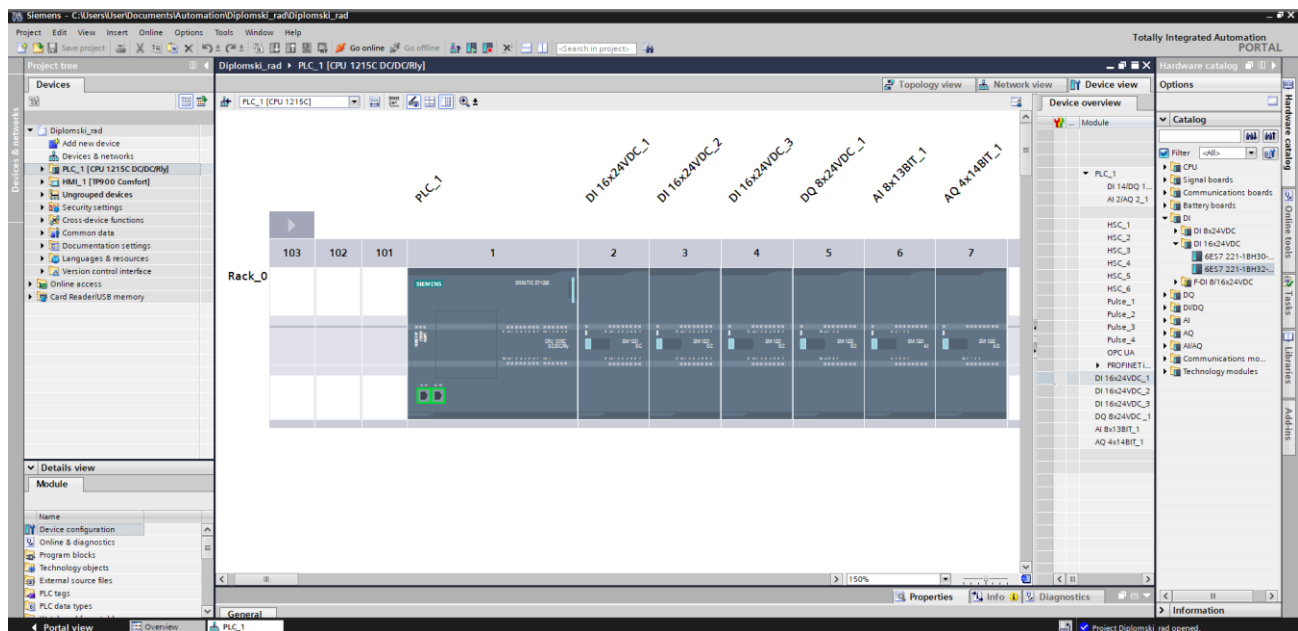 Siemens - C:\Users\User\Documents\Automation\Diplomski_rad\Diplomski_rad
Project Edit View Insert Online Options Tools Window Help
Totally Integrated Automation
PORTAL
Save project Go online Go offline <Search in project>
Project tree
Diplomski_rad PLC_1 [CPU 1215C DC/DC/Rly]
Hardware catalog
Devices
Topology view Network view Device view
Options
PLC_1 [CPU 1215C]
Device overview
Module
Diplomski_rad
Add new device
Devices & networks
PLC_1 [CPU 1215C DC/DC/Rly]
HMI_1 [TP900 Comfort]
Ungrouped devices
Security settings
Cross-device functions
Common data
Documentation settings
Languages & resources
Version control interface
Online access
Card Reader/USB memory
Devices & networks
PLC_1
DI 16x24VDC_1
DI 16x24VDC_2
DI 16x24VDC_3
DQ 8x24VDC _1
AI 8x13BIT_1
AQ 4x14BIT_1
103 102 101 1 2 3 4 5 6 7
Rack_0
SIEMENS SIMATIC S7-1200
PLC_1
DI 14/DQ 1...
AI 2/AQ 2_1
HSC_1
HSC_2
HSC_3
HSC_4
HSC_5
HSC_6
Pulse_1
Pulse_2
Pulse_3
Pulse_4
OPC UA
PROFINET i...
DI 16x24VDC_1
DI 16x24VDC_2
DI 16x24VDC_3
DQ 8x24VDC _1
AI 8x13BIT_1
AQ 4x14BIT_1
Catalog
Filter <All>
CPU
Signal boards
Communications boards
Battery boards
DI
DI 8x24VDC
DI 16x24VDC
6ES7 221-1BH30-...
6ES7 221-1BH32-...
F-DI 8/16x24VDC
DQ
DI/DQ
AI
AQ
AI/AQ
Communications mo...
Technology modules
Hardware catalog
Online tools
Tasks
Libraries
Add-ins
Details view
Module
Name
Device configuration
Online & diagnostics
Program blocks
Technology objects
External source files
PLC tags
PLC data types
150%
Properties Info Diagnostics
General
Information
Portal view Overview PLC_1
Project Diplomski_rad opened.